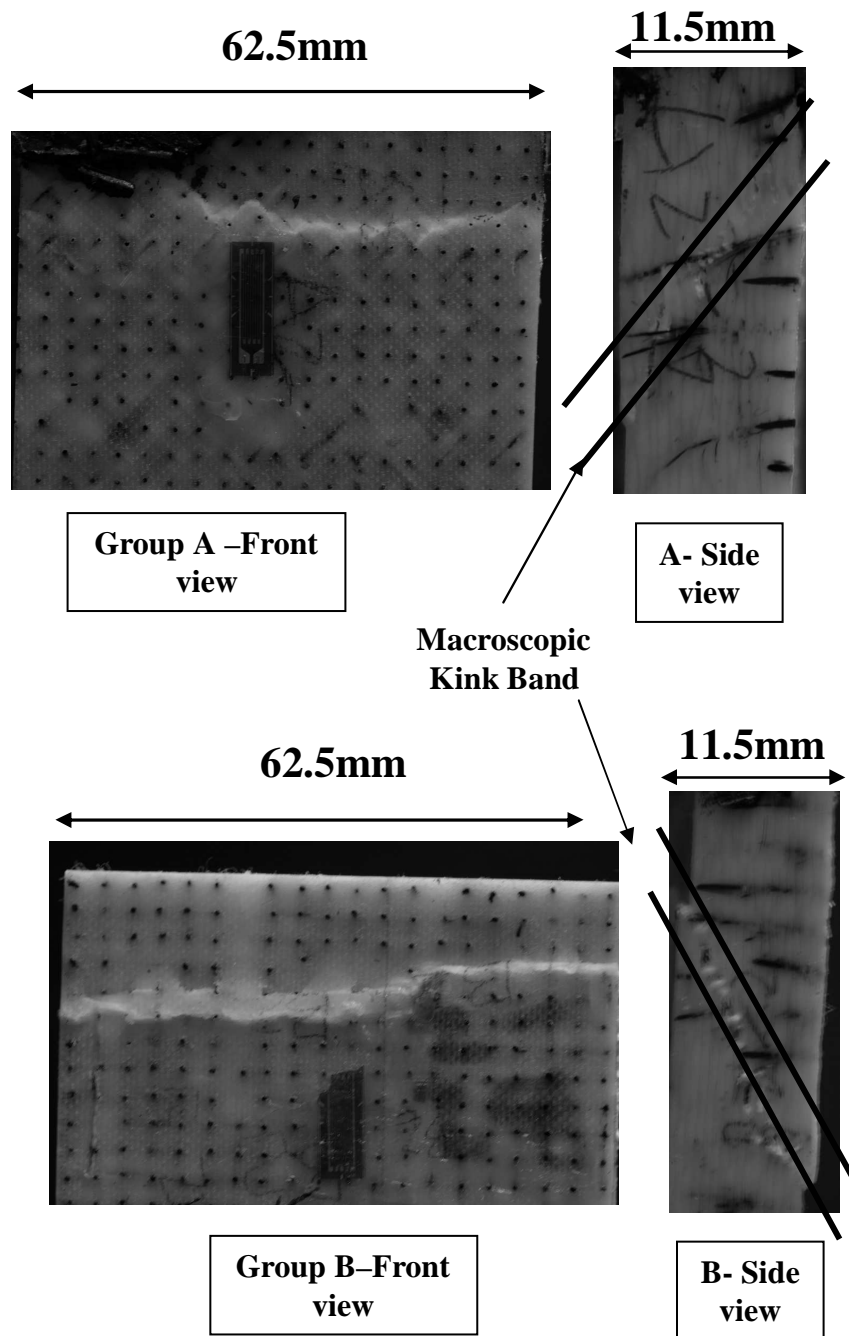 62.5mm
11.5mm
Group A –Front
view
A- Side
view
Macroscopic
Kink Band
62.5mm
11.5mm
Group B–Front
view
B- Side
view